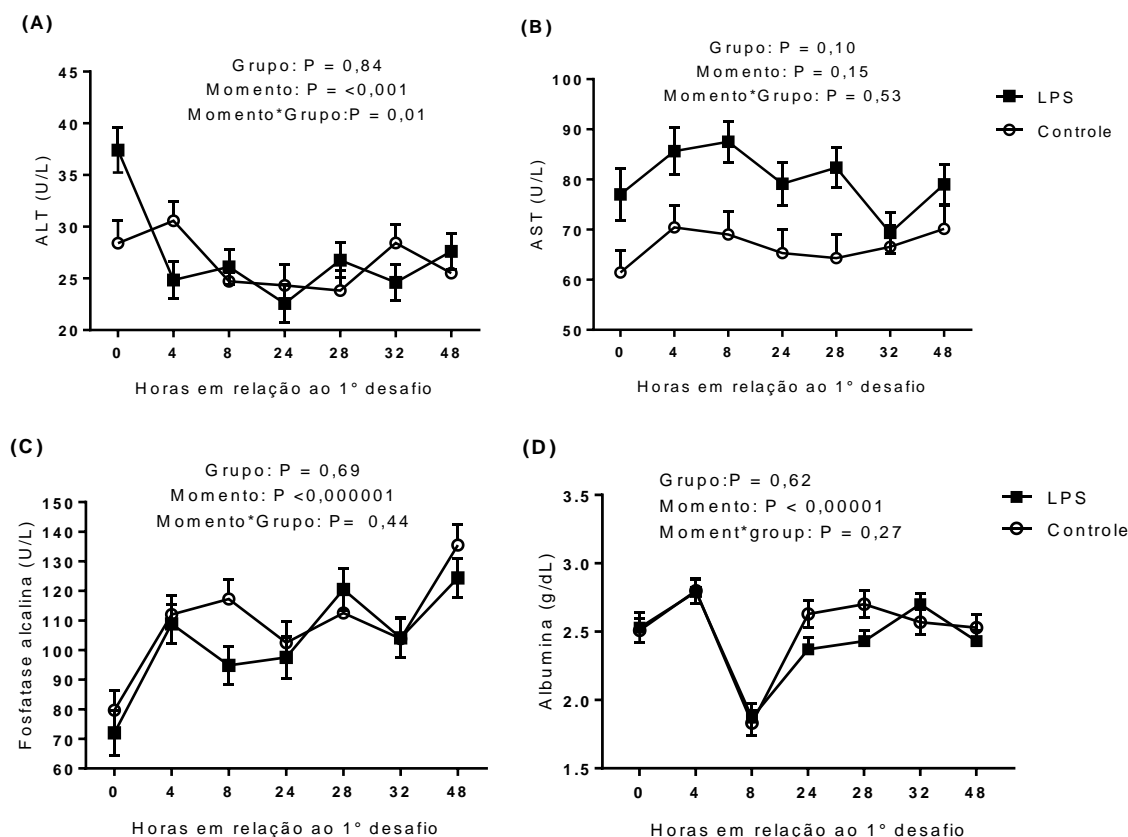 (A)
Grupo: P = 0,84
Momento: P = <0,001
Momento*Grupo:P = 0,01
45
40
35
30
25
20
ALT (U/L)
0 4 8 24 28 32 48
Horas em relação ao 1° desafio
(B)
Grupo: P = 0,10
Momento: P = 0,15
Momento*Grupo: P = 0,53
100
90
80
70
60
50
AST (U/L)
0 4 8 24 28 32 48
Horas em relação ao 1° desafio
LPS
Controle
(C)
Grupo: P = 0,69
Momento: P <0,000001
Momento*Grupo: P= 0,44
150
140
130
120
110
100
90
80
70
60
Fosfatase alcalina (U/L)
0 4 8 24 28 32 48
Horas em relação ao 1° desafio
(D)
Grupo:P = 0,62
Momento: P < 0,00001
Moment*group: P = 0,27
3.5
3.0
2.5
2.0
1.5
Albumina (g/dL)
0 4 8 24 28 32 48
Horas em relação ao 1° desafio
LPS
Controle